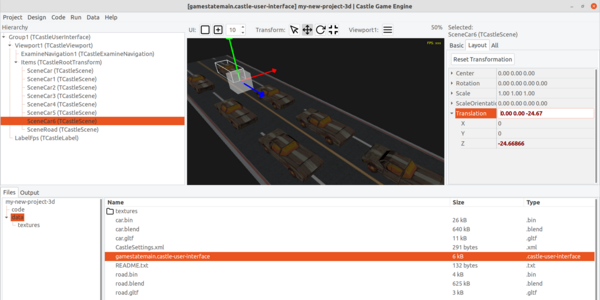 [gamestatemain.castle-user-interface] my-new-project-3d | Castle Game Engine
Project Design Code Run Data Help
Hierarchy
Group1 (TCastleUserInterface)
Viewport1 (TCastleViewport)
ExamineNavigation1 (TCastleExamineNavigation)
Items (TCastleRootTransform)
SceneCar (TCastleScene)
SceneCar1 (TCastleScene)
SceneCar2 (TCastleScene)
SceneCar3 (TCastleScene)
SceneCar4 (TCastleScene)
SceneCar5 (TCastleScene)
SceneCar6 (TCastleScene)
SceneRoad (TCastleScene)
LabelFps (TCastleLabel)
UI: 10 Transform: Viewport1: 50%
Selected:
SceneCar6 (TCastleScene)
Basic Layout All
Reset Transformation
Center 0.00 0.00 0.00
Rotation 0.00 0.00 0.00 0.00
Scale 1.00 1.00 1.00
ScaleOrientation 0.00 0.00 0.00 0.00
Translation 0.00 0.00 -24.67
X 0
Y 0
Z -24.66866
Files Output
my-new-project-3d
code
data
textures
Name Size Type
textures
car.bin 26 kB .bin
car.blend 640 kB .blend
car.gltf 11 kB .gltf
CastleSettings.xml 291 bytes .xml
gamestatemain.castle-user-interface 6 kB .castle-user-interface
README.txt 132 bytes .txt
road.bin 4 kB .bin
road.blend 625 kB .blend
road.gltf 3 kB .gltf